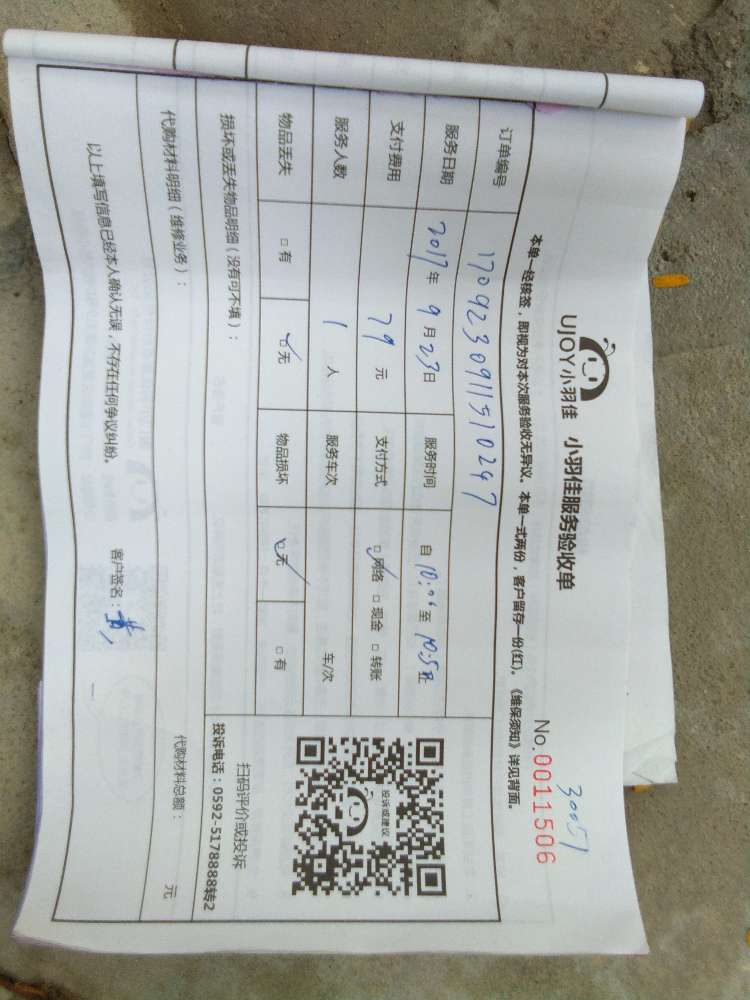 30051
UJOY小羽佳 小羽佳服务验收单 No.0011506
本单一经核签，即视为对本次服务验收无异议。本单一式两份，客户留存一份(红)。《维保须知》详见背面。
订单编号 1709230911510247
服务日期 2017年9月23日 服务时间 自10:06至10:5 止
支付费用 79元 支付方式 □网络 □现金 □转账
服务人数 1人 服务车次 车/次
物品丢失 □有 □无 物品损坏 □无 □有
投诉或建议
扫码评价或投诉
投诉电话：0592-5178888转2
损坏或丢失物品明细（没有可不填）：
代购材料明细（维修业务）： 代购材料总额： 元
以上填写信息已经本人确认无误，不存在任何争议纠纷。 客户签名：